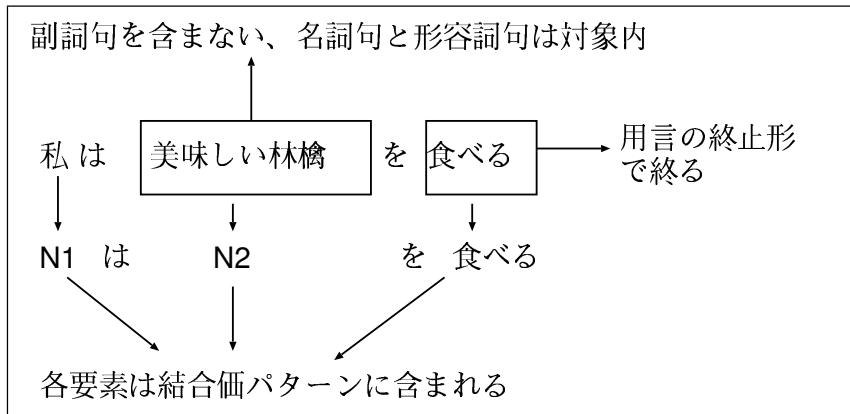 副詞句を含まない、名詞句と形容詞句は対象内
私は 美味しい林檎 を 食べる
用言の終止形
で終る
N1 は N2 を 食べる
各要素は結合価パターンに含まれる